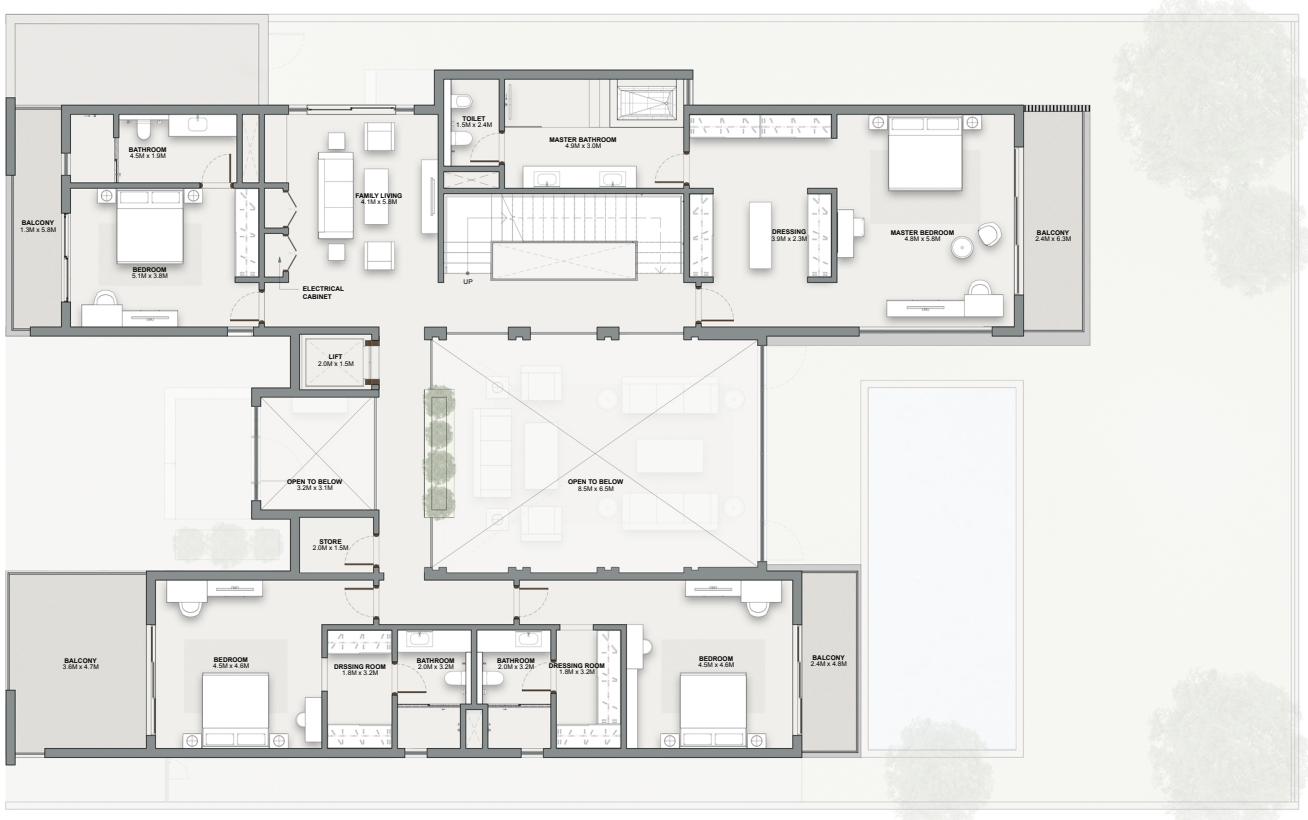 TOILET
1.5M x 2.4M
MASTER BATHROOM
4.9M x 3.0M
BATHROOM
4.5M x 1.9M
FAMILY LIVING
4.1M x 5.8M
BALCONY
1.3M x 5.8M
DRESSING
3.9M x 2.3M
MASTER BEDROOM
4.8M x 5.8M
BALCONY
2.4M x 6.3M
BEDROOM
5.1M x 3.8M
UP
ELECTRICAL
CABINET
LIFT
2.0M x 1.5M
OPEN TO BELOW
3.2M x 3.1M
OPEN TO BELOW
8.5M x 6.5M
STORE
2.0M x 1.5M
BALCONY
3.6M x 4.7M
BEDROOM
4.5M x 4.6M
DRSSING ROOM
1.8M x 3.2M
BATHROOM
2.0M x 3.2M
BATHROOM
2.0M x 3.2M
DRESSING ROOM
1.8M x 3.2M
BEDROOM
4.5M x 4.6M
BALCONY
2.4M x 4.8M